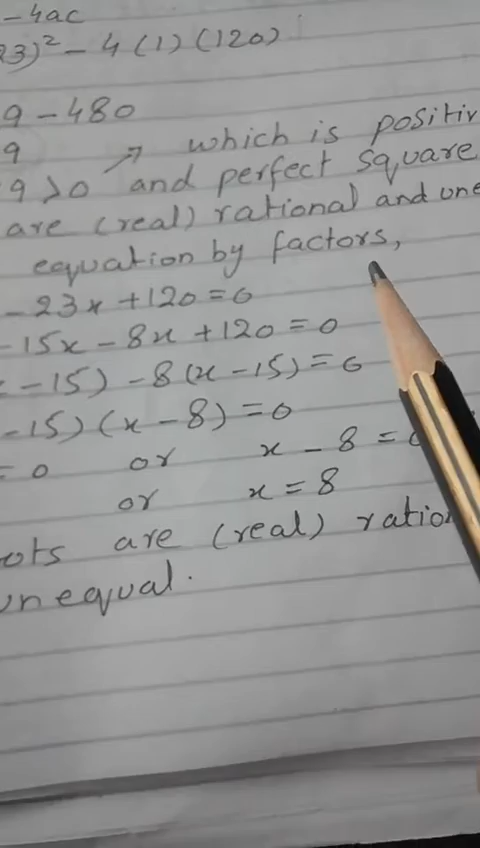 - 4ac
23)² - 4 (1) (120)
9 - 480
9 ↗ which is positiv
9 > 0 and perfect square
are (real) rational and une
equation by factors,
- 23x + 120 = 0
- 15x - 8x + 120 = 0
- 15) - 8(x - 15) = 0
- 15) (x - 8) = 0
= 0 or x - 8 = 0
or x = 8
ots are (real) ratio
unequal.